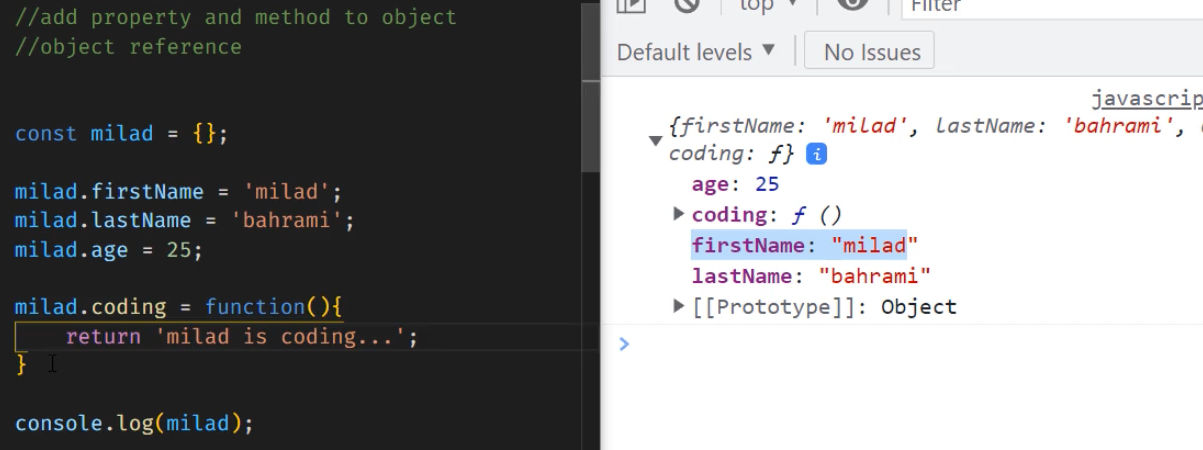 //add property and method to object
//object reference
const milad = {};
milad.firstName = 'milad';
milad.lastName = 'bahrami';
milad.age = 25;
milad.coding = function(){
return 'milad is coding...';
}
console.log(milad);
top
Filter
Default levels ▼
No Issues
javascrip
{firstName: 'milad', lastName: 'bahrami',
coding: ƒ} i
age: 25
coding: ƒ ()
firstName: "milad"
lastName: "bahrami"
[[Prototype]]: Object